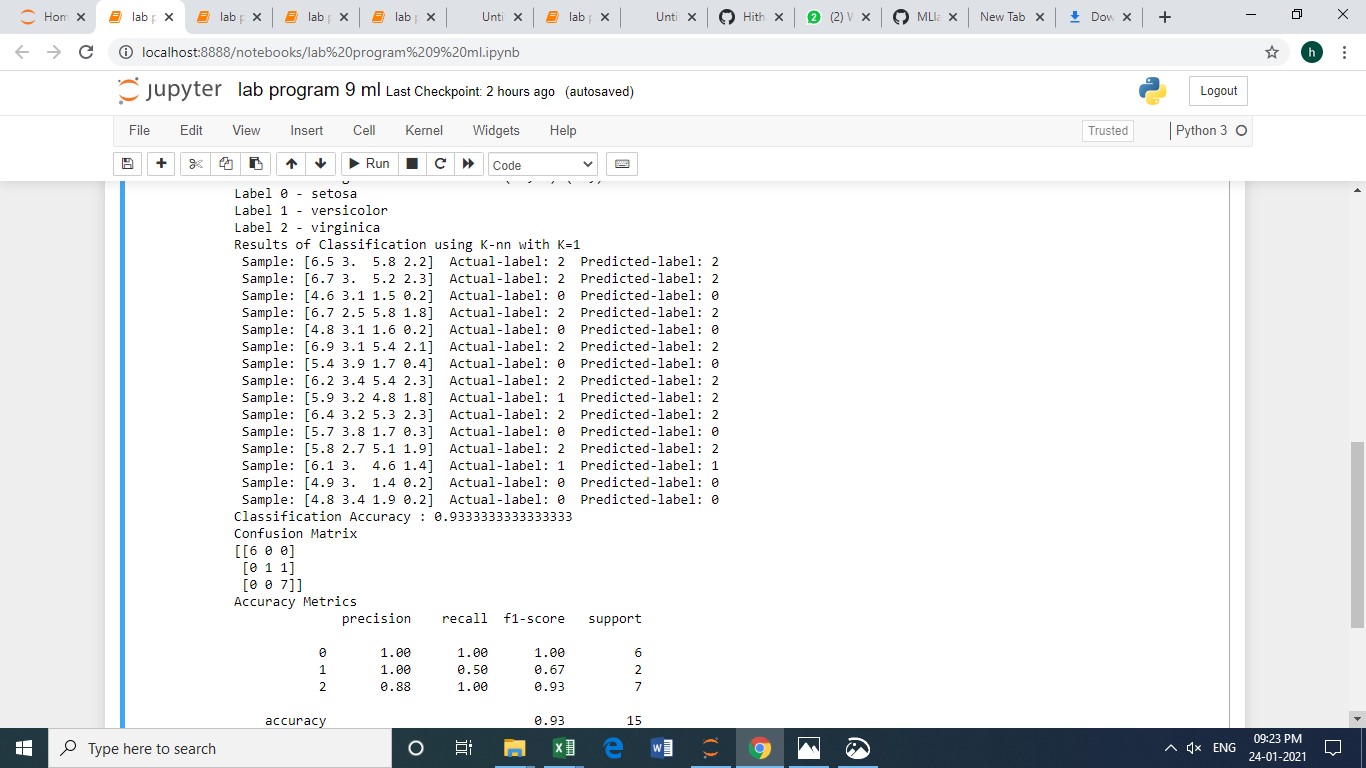 Hom
lab p
lab p
lab p
lab p
Unti
lab p
Unti
Hith
2 (2) W
MLla
New Tab
Dow
localhost:8888/notebooks/lab%20program%209%20ml.ipynb
h
jupyter lab program 9 ml Last Checkpoint: 2 hours ago (autosaved)
Logout
File Edit View Insert Cell Kernel Widgets Help
Trusted
Python 3
Run
Code
Label 0 - setosa
Label 1 - versicolor
Label 2 - virginica
Results of Classification using K-nn with K=1
Sample: [6.5 3.  5.8 2.2]  Actual-label: 2  Predicted-label: 2
Sample: [6.7 3.  5.2 2.3]  Actual-label: 2  Predicted-label: 2
Sample: [4.6 3.1 1.5 0.2]  Actual-label: 0  Predicted-label: 0
Sample: [6.7 2.5 5.8 1.8]  Actual-label: 2  Predicted-label: 2
Sample: [4.8 3.1 1.6 0.2]  Actual-label: 0  Predicted-label: 0
Sample: [6.9 3.1 5.4 2.1]  Actual-label: 2  Predicted-label: 2
Sample: [5.4 3.9 1.7 0.4]  Actual-label: 0  Predicted-label: 0
Sample: [6.2 3.4 5.4 2.3]  Actual-label: 2  Predicted-label: 2
Sample: [5.9 3.2 4.8 1.8]  Actual-label: 1  Predicted-label: 2
Sample: [6.4 3.2 5.3 2.3]  Actual-label: 2  Predicted-label: 2
Sample: [5.7 3.8 1.7 0.3]  Actual-label: 0  Predicted-label: 0
Sample: [5.8 2.7 5.1 1.9]  Actual-label: 2  Predicted-label: 2
Sample: [6.1 3.  4.6 1.4]  Actual-label: 1  Predicted-label: 1
Sample: [4.9 3.  1.4 0.2]  Actual-label: 0  Predicted-label: 0
Sample: [4.8 3.4 1.9 0.2]  Actual-label: 0  Predicted-label: 0
Classification Accuracy : 0.9333333333333333
Confusion Matrix
[[6 0 0]
[0 1 1]
[0 0 7]]
Accuracy Metrics
precision recall f1-score support
0 1.00 1.00 1.00 6
1 1.00 0.50 0.67 2
2 0.88 1.00 0.93 7
accuracy 0.93 15
Type here to search
ENG
09:23 PM
24-01-2021